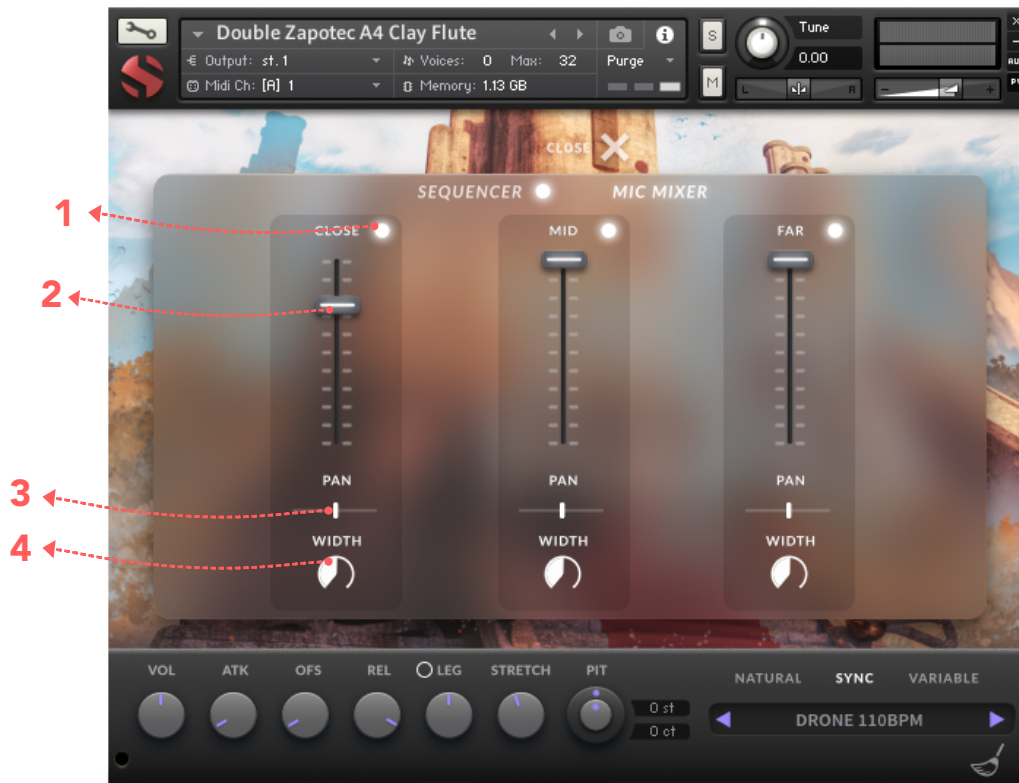 Double Zapotec A4 Clay Flute
S
Tune
Output: st.1
Voices: 0 Max: 32
Purge
0.00
AU
Midi Ch: [A] 1
Memory: 1.13 GB
M
L
R
- +
CLOSE
SEQUENCER
MIC MIXER
1
CLOSE
MID
FAR
2
PAN
PAN
PAN
3
WIDTH
WIDTH
WIDTH
4
VOL
ATK
OFS
REL
LEG
STRETCH
PIT
NATURAL
SYNC
VARIABLE
0 st
0 ct
DRONE 110BPM